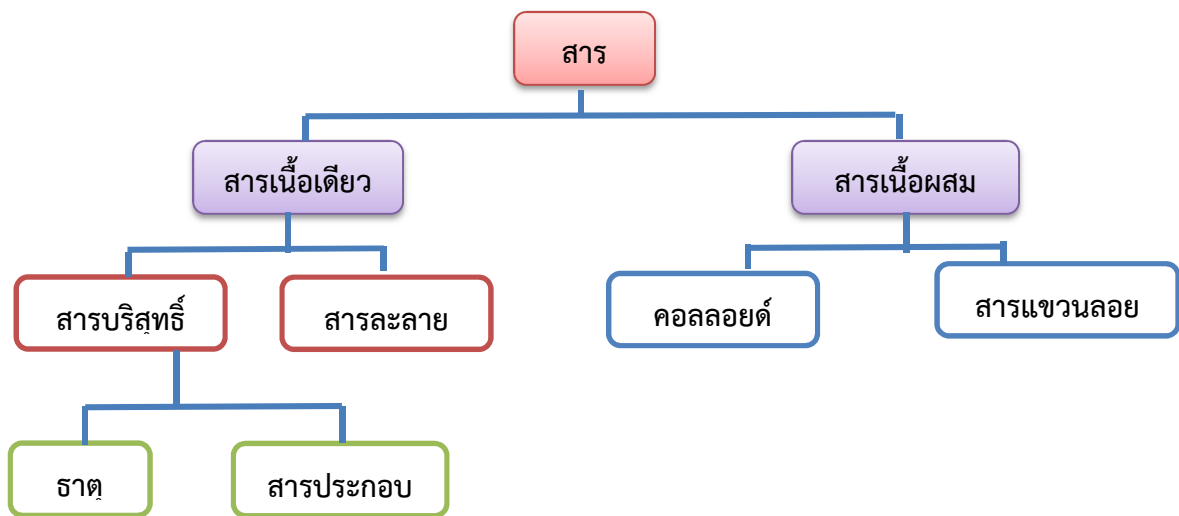 สาร
สารเนื้อเดียว
สารเนื้อผสม
สารบริสุทธิ์
สารละลาย
คอลลอยด์
สารแขวนลอย
ธาตุ
สารประกอบ